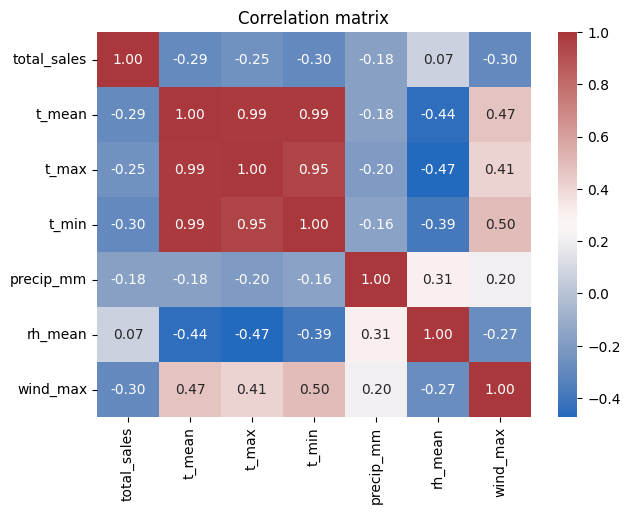 Correlation matrix
total_sales 1.00 -0.29 -0.25 -0.30 -0.18 0.07 -0.30
t_mean -0.29 1.00 0.99 0.99 -0.18 -0.44 0.47
t_max -0.25 0.99 1.00 0.95 -0.20 -0.47 0.41
t_min -0.30 0.99 0.95 1.00 -0.16 -0.39 0.50
precip_mm -0.18 -0.18 -0.20 -0.16 1.00 0.31 0.20
rh_mean 0.07 -0.44 -0.47 -0.39 0.31 1.00 -0.27
wind_max -0.30 0.47 0.41 0.50 0.20 -0.27 1.00
total_sales t_mean t_max t_min precip_mm rh_mean wind_max
1.0
0.8
0.6
0.4
0.2
0.0
−0.2
−0.4